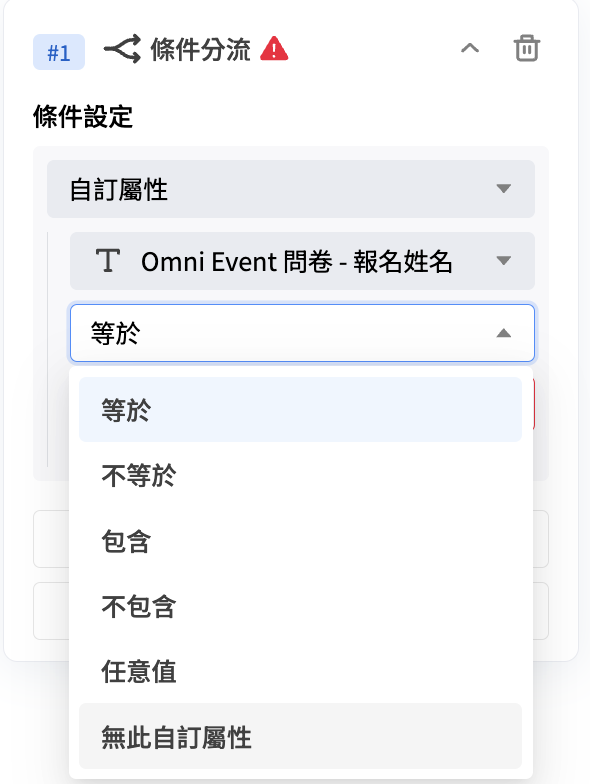 #1 條件分流
條件設定
自訂屬性
Omni Event 問卷 - 報名姓名
等於
等於
不等於
包含
不包含
任意值
無此自訂屬性